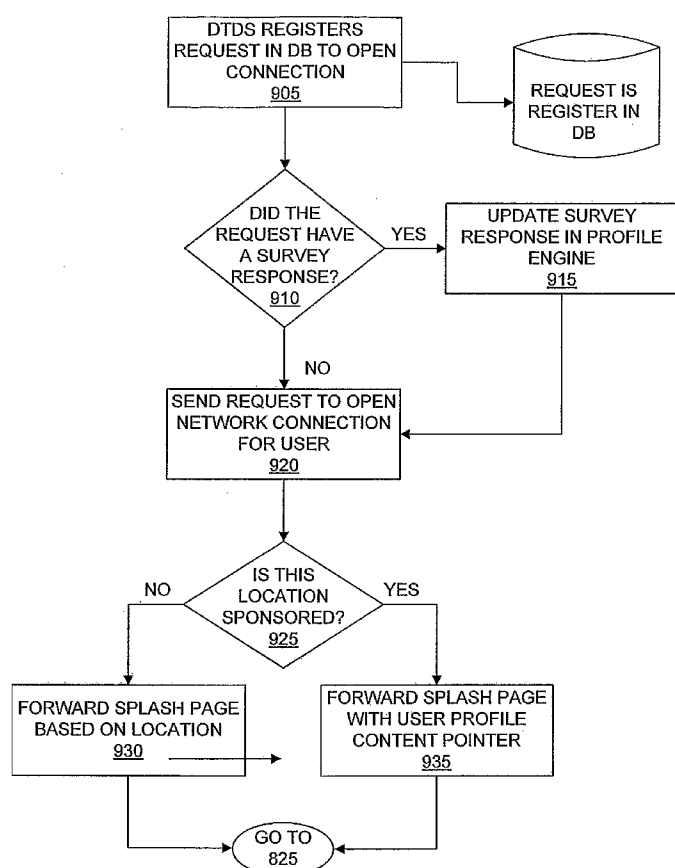 DTDS REGISTERS
REQUEST IN DB TO OPEN
CONNECTION
905
REQUEST IS
REGISTER IN
DB
DID THE
REQUEST HAVE
A SURVEY
RESPONSE?
910
YES
UPDATE SURVEY
RESPONSE IN PROFILE
ENGINE
915
NO
SEND REQUEST TO OPEN
NETWORK CONNECTION
FOR USER
920
IS THIS
LOCATION
SPONSORED?
925
NO
YES
FORWARD SPLASH PAGE
BASED ON LOCATION
930
FORWARD SPLASH PAGE
WITH USER PROFILE
CONTENT POINTER
935
GO TO
825